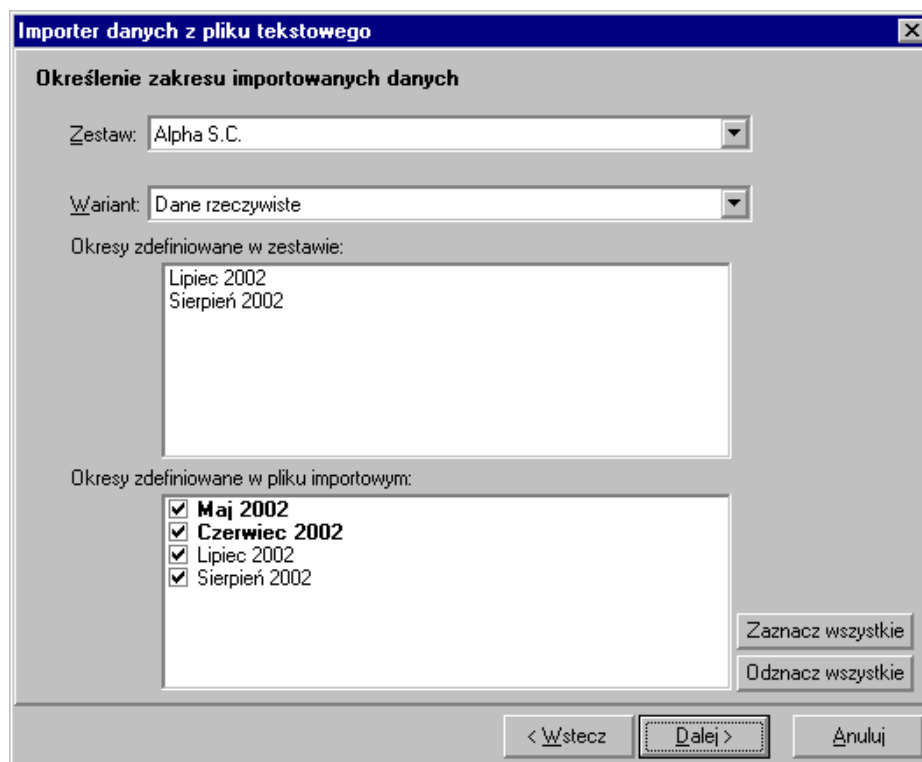 Importer danych z pliku tekstowego
Określenie zakresu importowanych danych
Zestaw: Alpha S.C.
Wariant: Dane rzeczywiste
Okresy zdefiniowane w zestawie:
Lipiec 2002
Sierpień 2002
Okresy zdefiniowane w pliku importowym:
Maj 2002
Czerwiec 2002
Lipiec 2002
Sierpień 2002
Zaznacz wszystkie
Odznacz wszystkie
< Wstecz Dalej > Anuluj